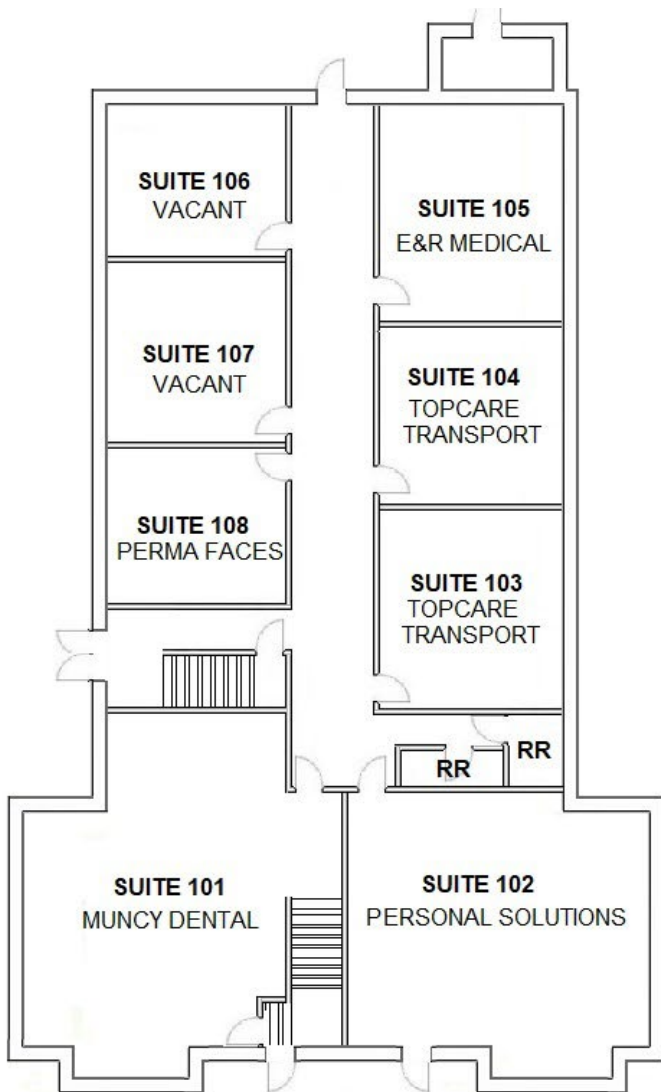 SUITE 106
VACANT
SUITE 105
E&R MEDICAL
SUITE 107
VACANT
SUITE 104
TOPCARE
TRANSPORT
SUITE 108
PERMA FACES
SUITE 103
TOPCARE
TRANSPORT
RR
RR
SUITE 101
MUNCY DENTAL
SUITE 102
PERSONAL SOLUTIONS